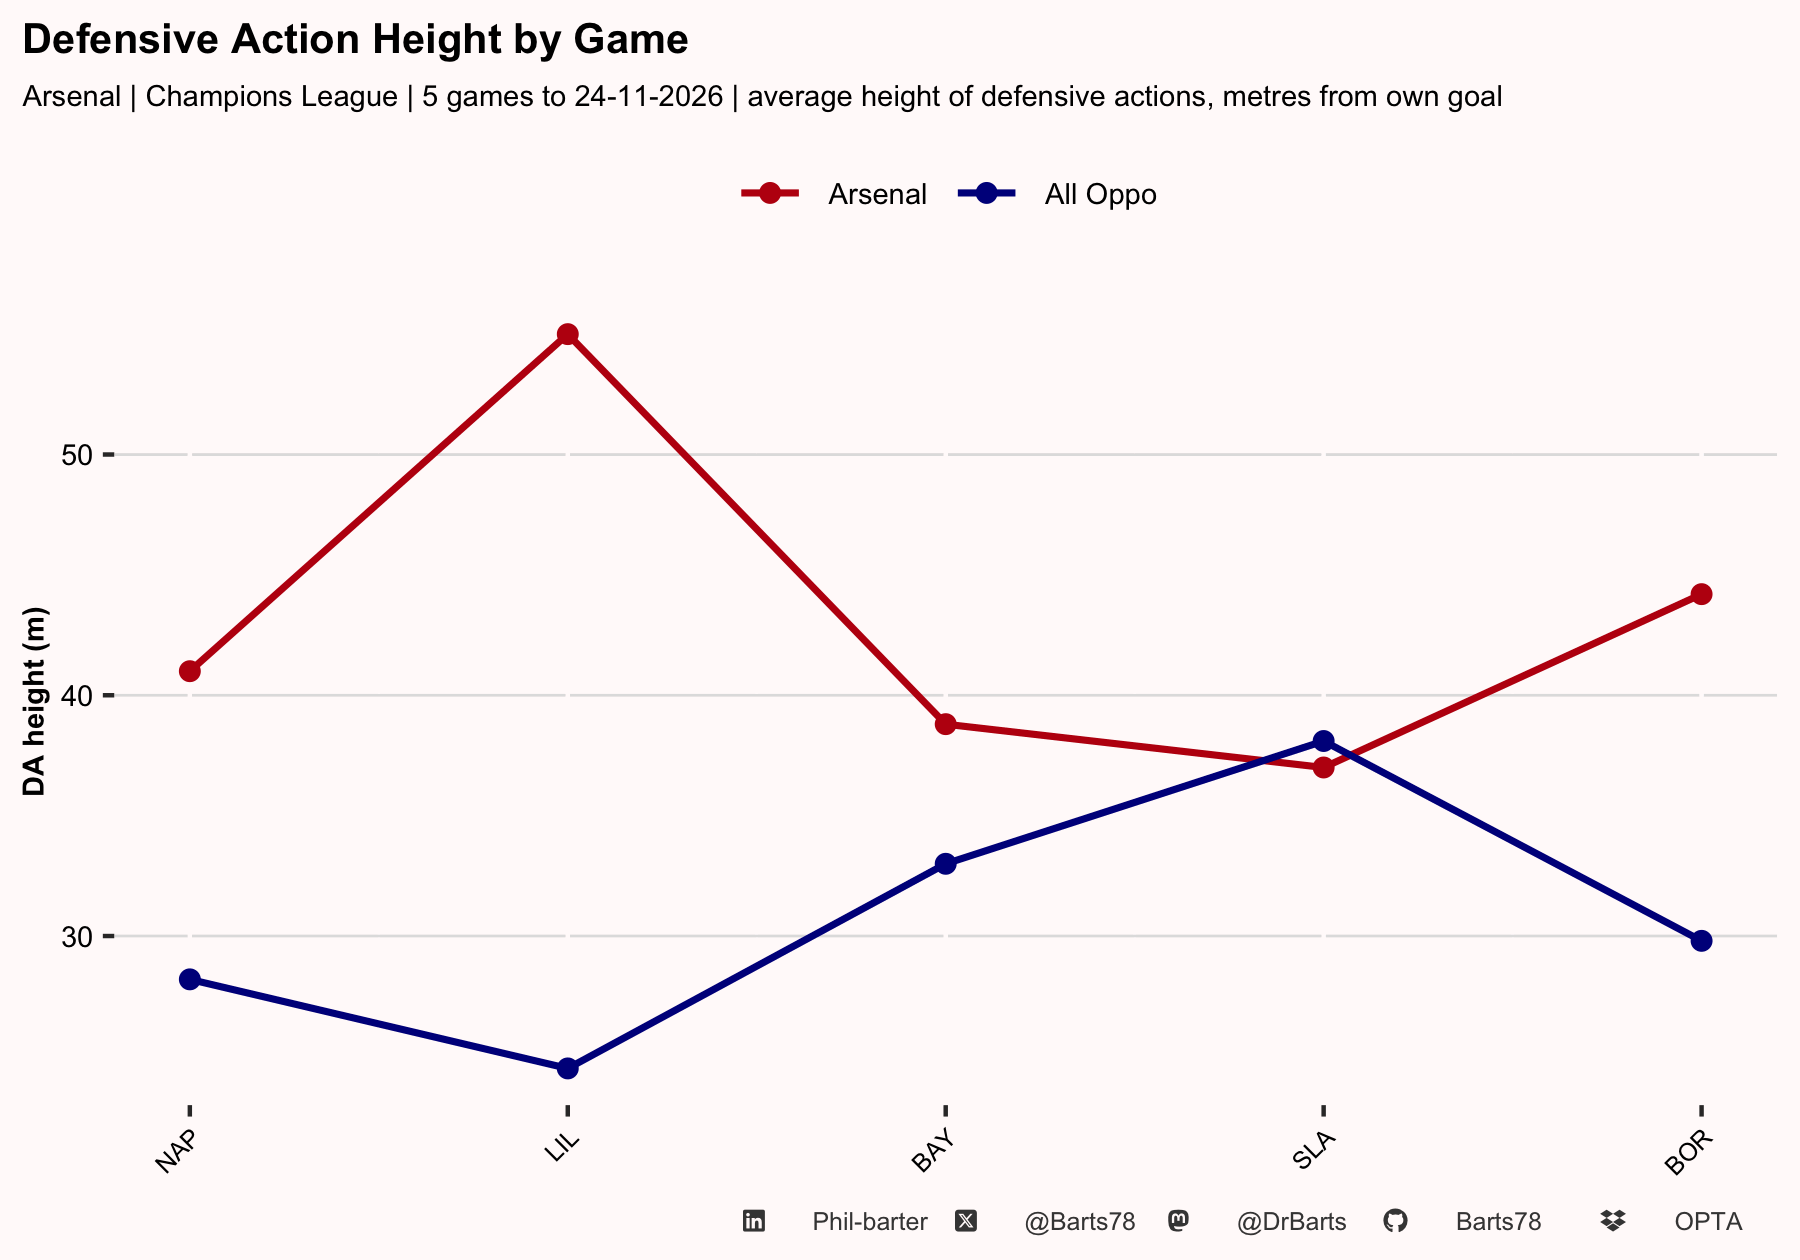 Defensive Action Height by Game
Arsenal | Champions League | 5 games to 24-11-2026 | average height of defensive actions, metres from own goal
Arsenal All Oppo
50
40
30
DA height (m)
NAP LIL BAY SLA BOR
Phil-barter @Barts78 @DrBarts Barts78 OPTA